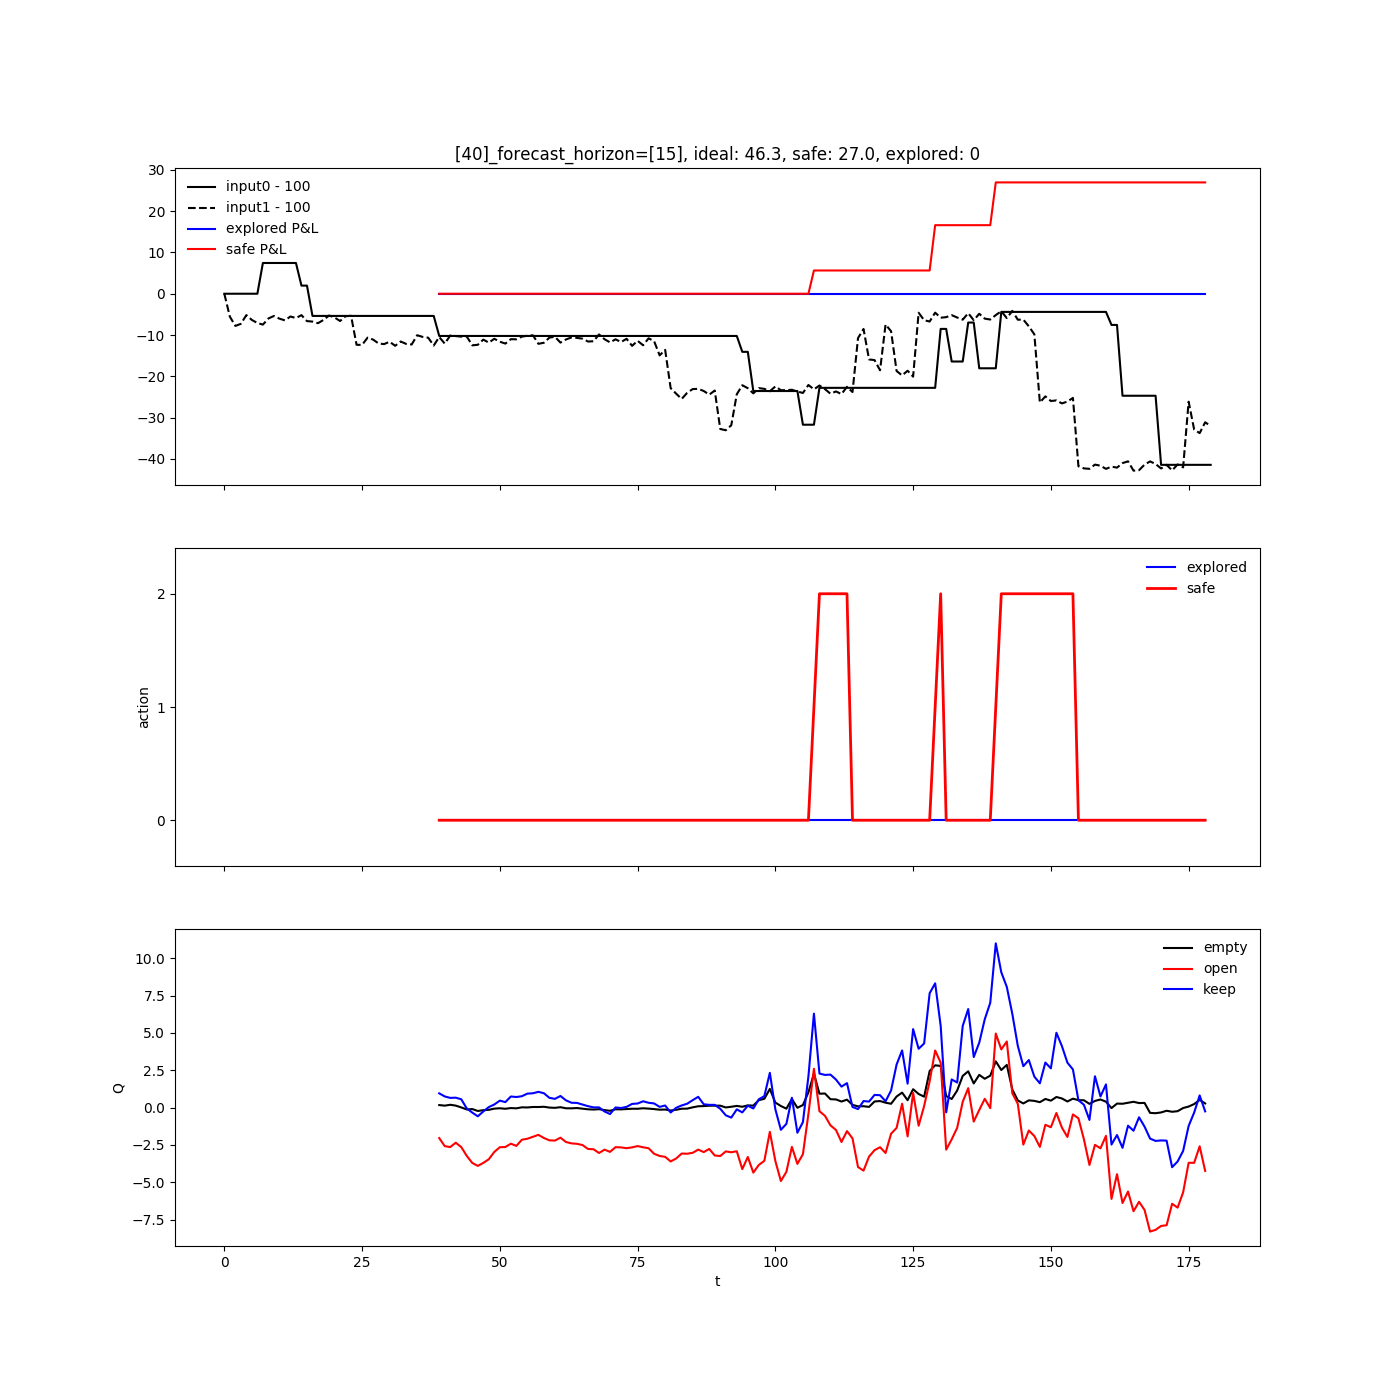 [40]_forecast_horizon=[15], ideal: 46.3, safe: 27.0, explored: 0
30
20
10
0
−10
−20
−30
−40
input0 - 100
input1 - 100
explored P&L
safe P&L
action
2
1
0
explored
safe
Q
10.0
7.5
5.0
2.5
0.0
−2.5
−5.0
−7.5
empty
open
keep
0 25 50 75 100 125 150 175
t